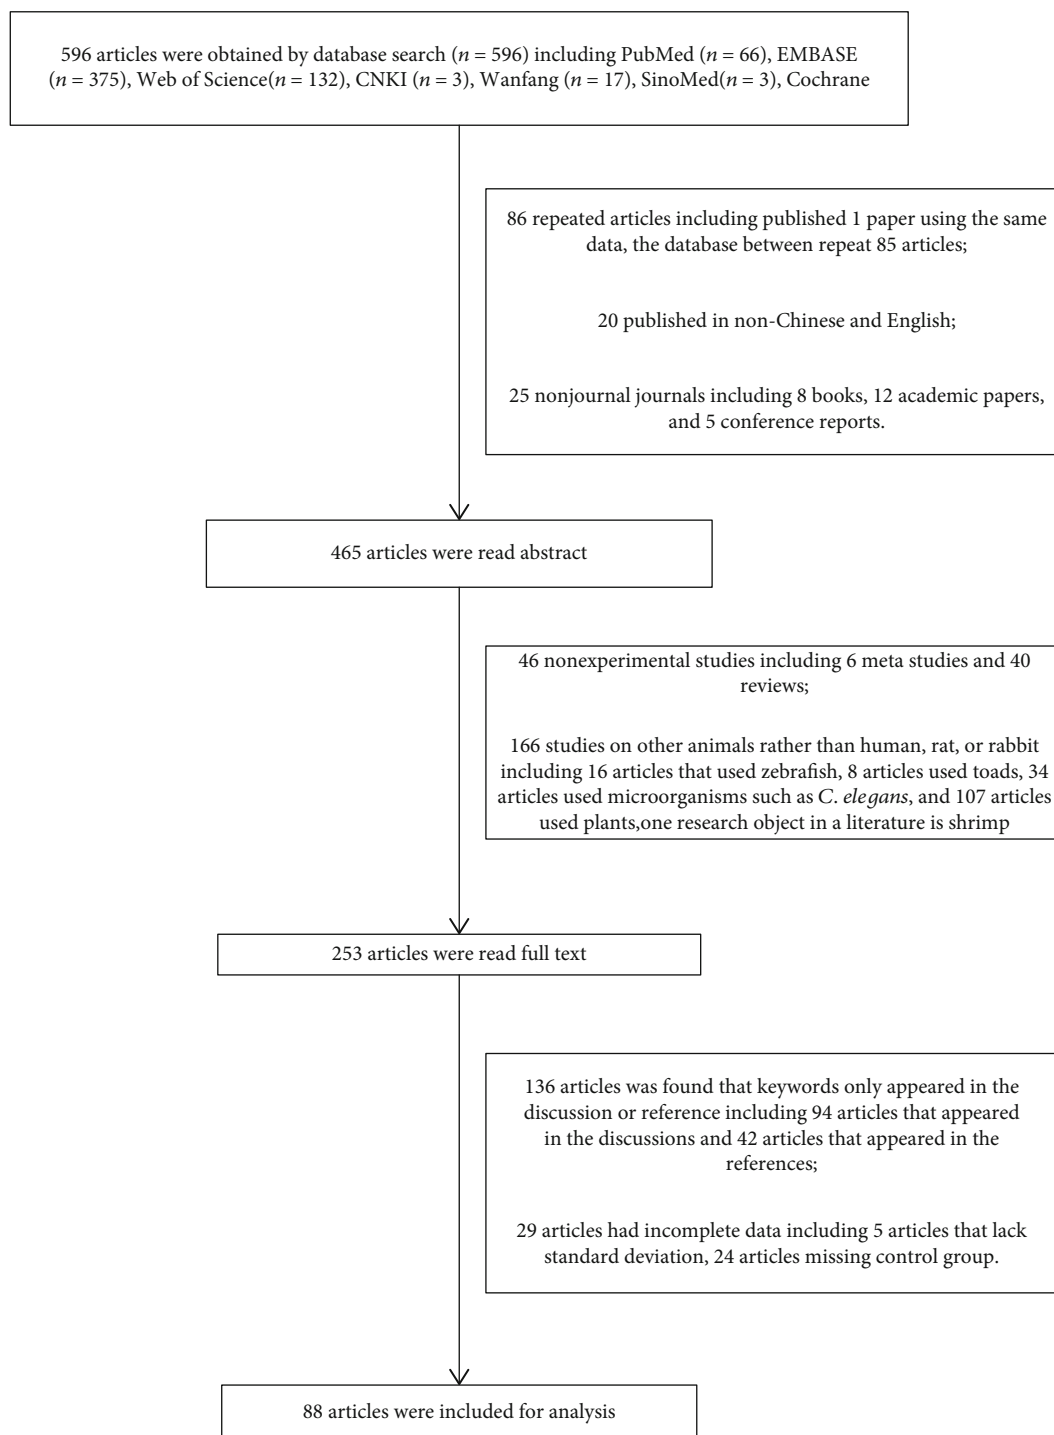 596 articles were obtained by database search (n = 596) including PubMed (n = 66), EMBASE
(n = 375), Web of Science(n = 132), CNKI (n = 3), Wanfang (n = 17), SinoMed(n = 3), Cochrane
86 repeated articles including published 1 paper using the same
data, the database between repeat 85 articles;
20 published in non-Chinese and English;
25 nonjournal journals including 8 books, 12 academic papers,
and 5 conference reports.
465 articles were read abstract
46 nonexperimental studies including 6 meta studies and 40
reviews;
166 studies on other animals rather than human, rat, or rabbit
including 16 articles that used zebrafish, 8 articles used toads, 34
articles used microorganisms such as C. elegans, and 107 articles
used plants,one research object in a literature is shrimp
253 articles were read full text
136 articles was found that keywords only appeared in the
discussion or reference including 94 articles that appeared
in the discussions and 42 articles that appeared in the
references;
29 articles had incomplete data including 5 articles that lack
standard deviation, 24 articles missing control group.
88 articles were included for analysis